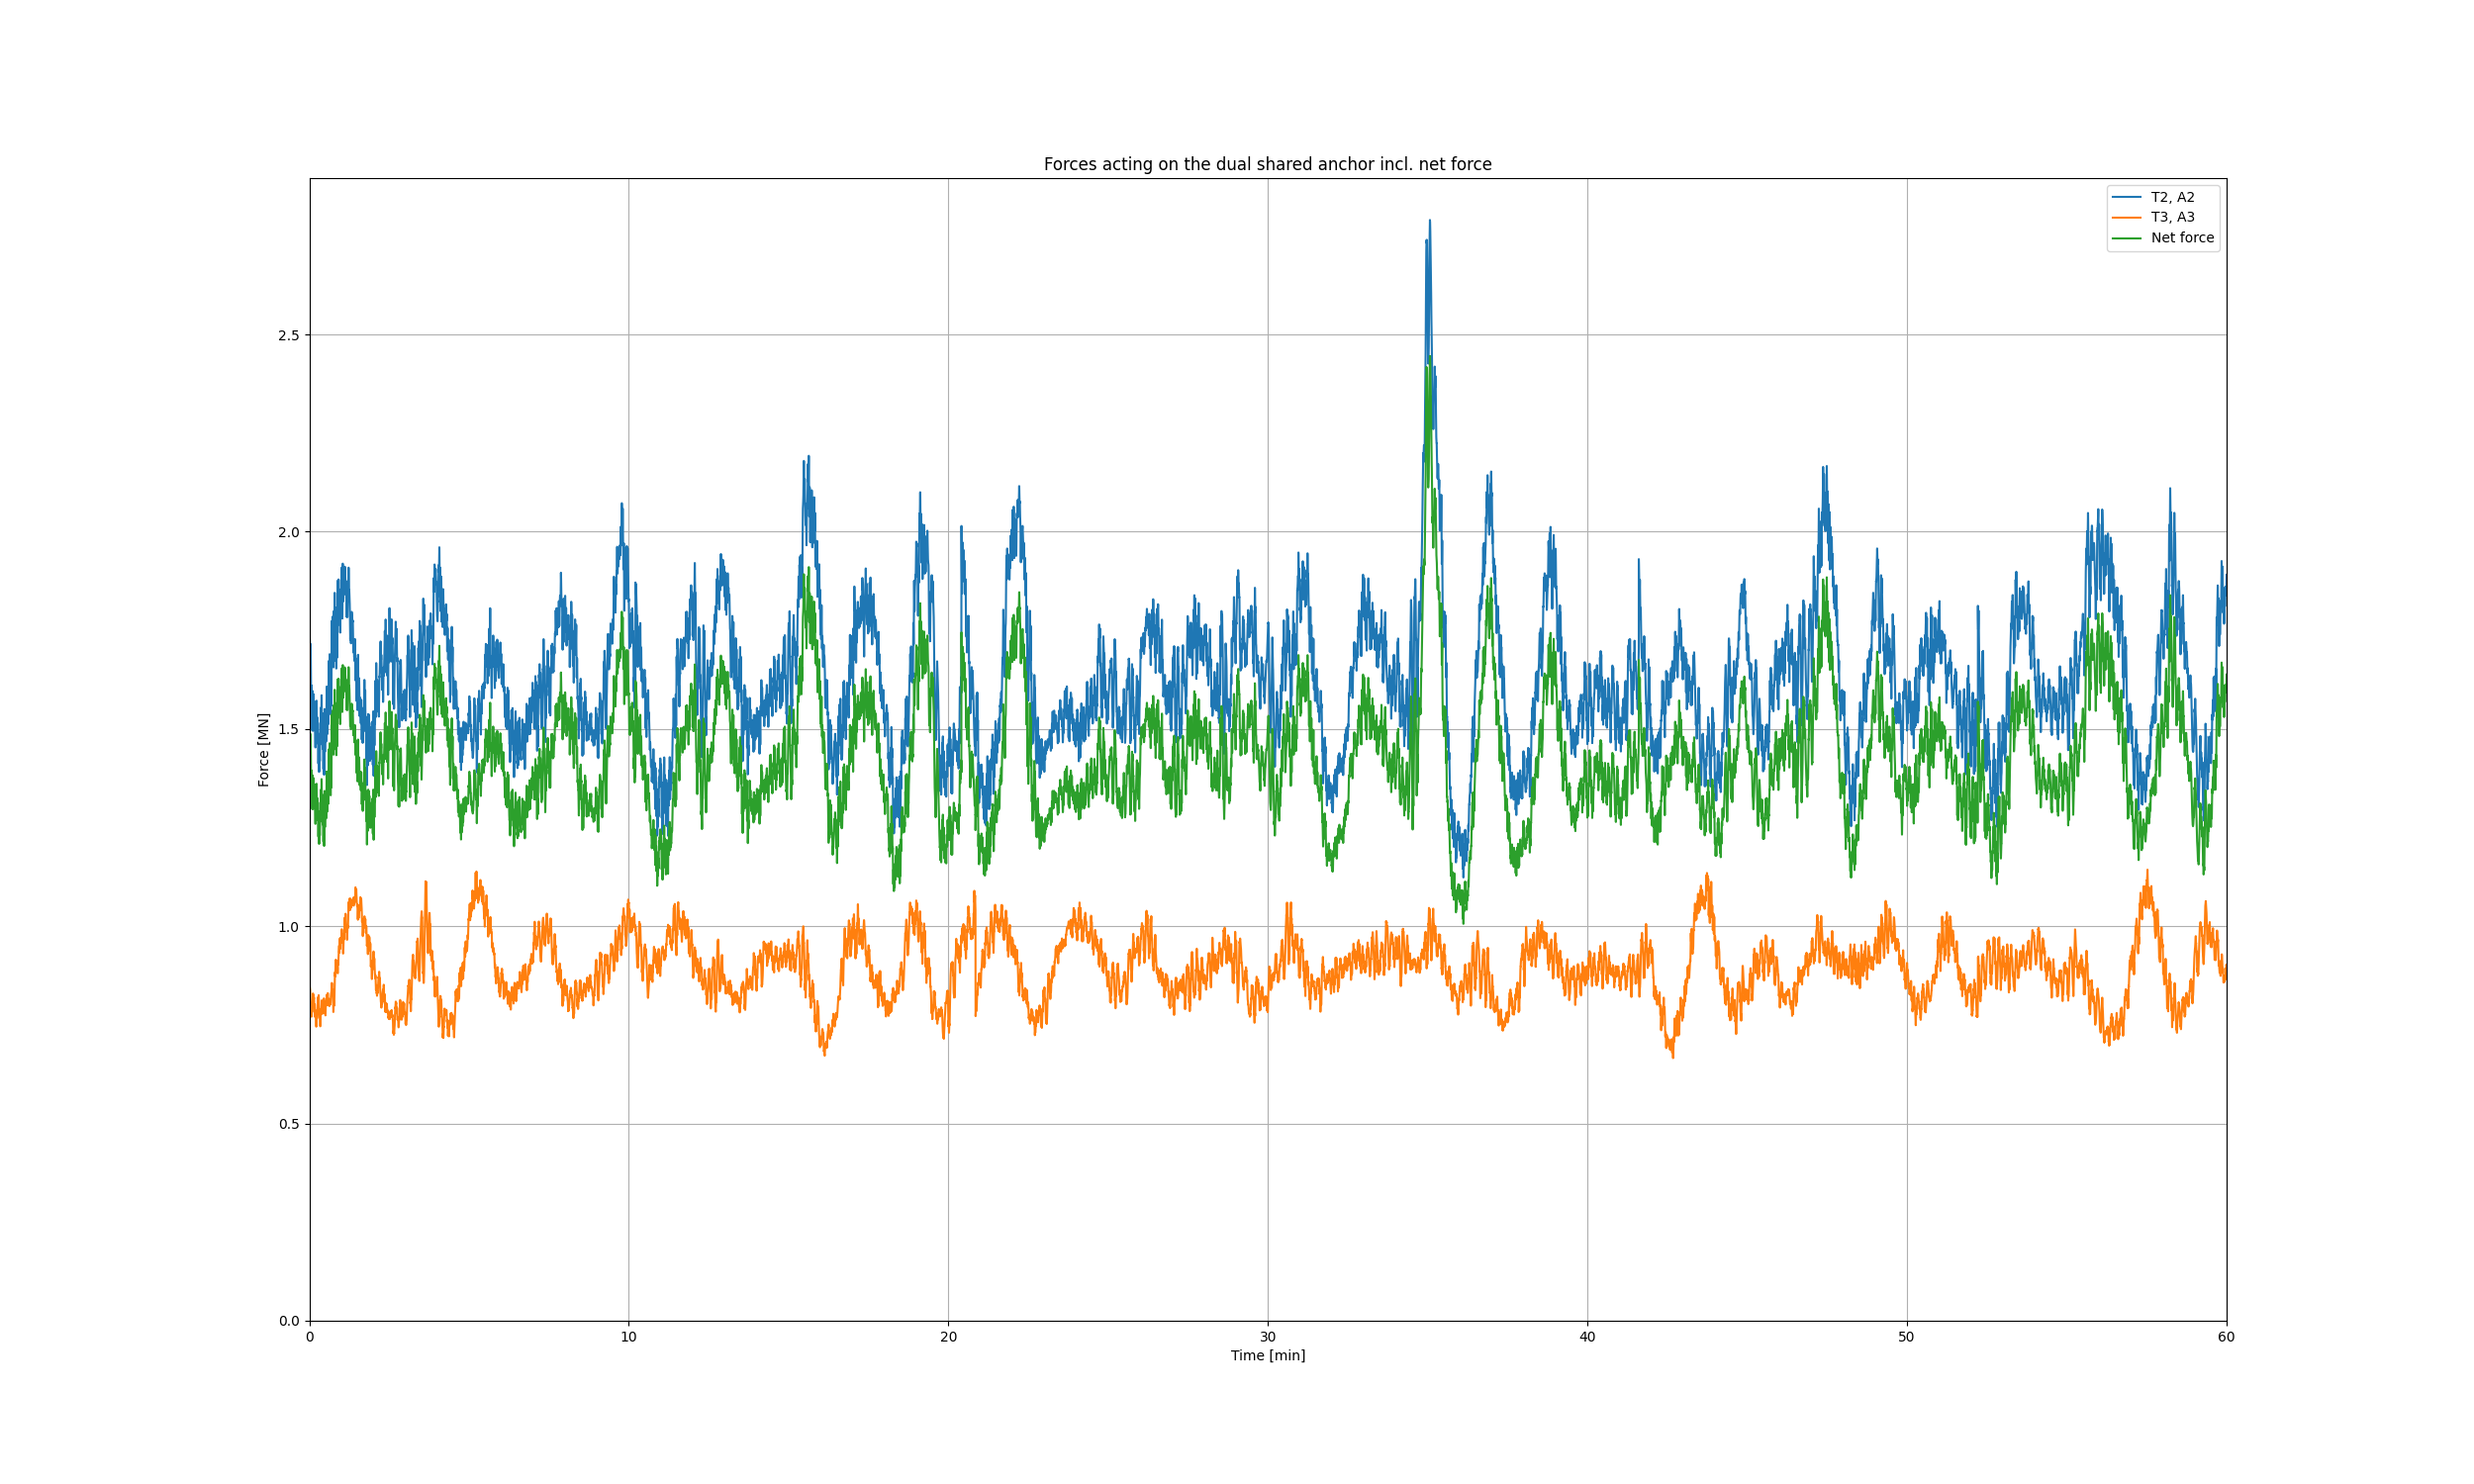 Forces acting on the dual shared anchor incl. net force
T2, A2
T3, A3
Net force
Force [MN]
2.5
2.0
1.5
1.0
0.5
0.0
0 10 20 30 40 50 60
Time [min]